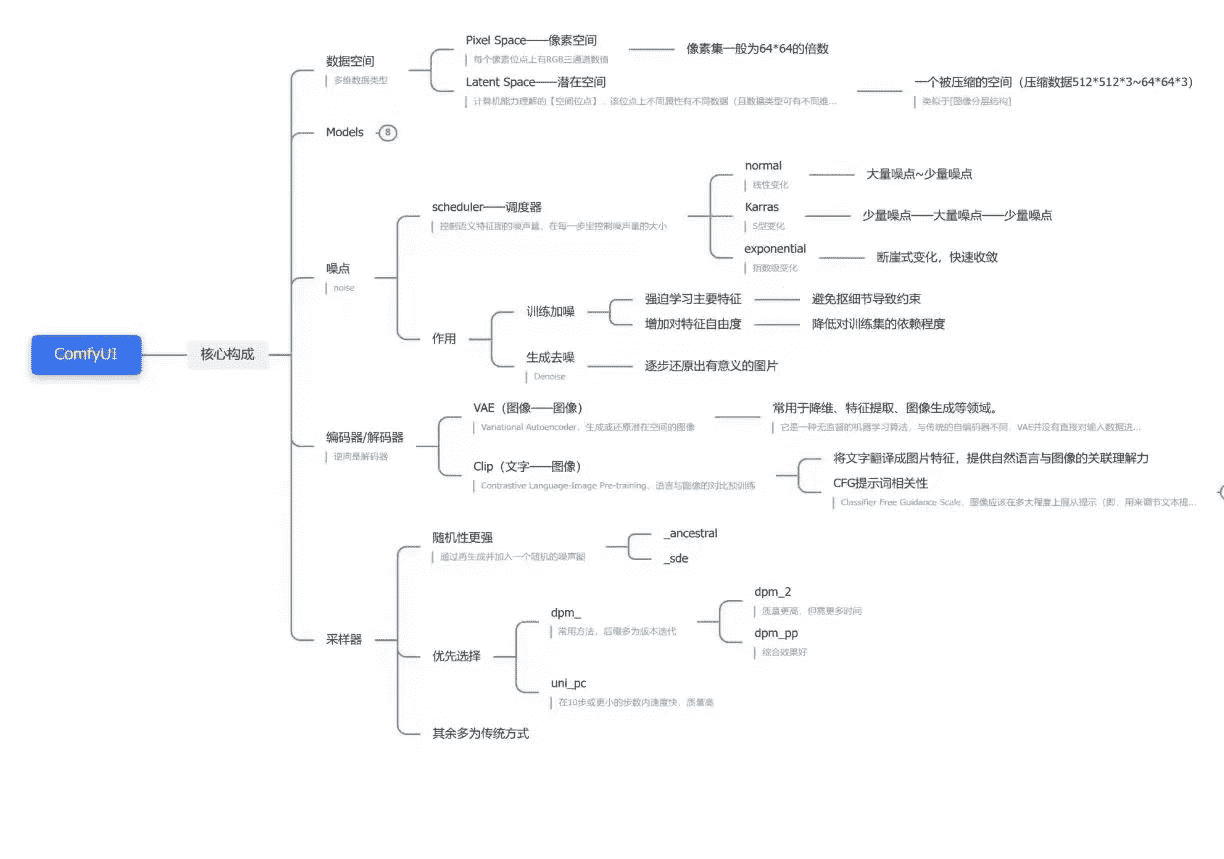 ComfyUI
核心构成
数据空间
多维数据类型
Pixel Space——像素空间
每个像素位点上有RGB三通道数值
像素集一般为64*64的倍数
Latent Space——潜在空间
计算机能力理解的【空间位点】，该位点上不同属性有不同数据（且数据类型可有不同维...
一个被压缩的空间（压缩数据512*512*3~64*64*3）
类似于[图像分层结构]
Models
8
噪点
noise
scheduler——调度器
控制语义特征图的噪声量，在每一步里控制噪声量的大小
normal
线性变化
大量噪点~少量噪点
Karras
S型变化
少量噪点——大量噪点——少量噪点
exponential
指数级变化
断崖式变化，快速收敛
作用
训练加噪
强迫学习主要特征
避免抠细节导致约束
增加对特征自由度
降低对训练集的依赖程度
生成去噪
Denoise
逐步还原出有意义的图片
编码器/解码器
逆向是解码器
VAE（图像——图像）
Variational Autoencoder，生成或还原潜在空间的图像
常用于降维、特征提取、图像生成等领域。
它是一种无监督的机器学习算法，与传统的自编码器不同，VAE并没有直接对输入数据进...
Clip（文字——图像）
Contrastive Language-Image Pre-training，语言与图像的对比预训练
将文字翻译成图片特征，提供自然语言与图像的关联理解力
CFG提示词相关性
Classifier Free Guidance Scale，图像应该在多大程度上服从提示（即，用来调节文本提...
采样器
随机性更强
通过再生成并加入一个随机的噪声
_ancestral
_sde
优先选择
dpm_
常用方法，后缀多为版本迭代
dpm_2
质量更高，但需更多时间
dpm_pp
综合效果好
uni_pc
在10步或更小的步数内速度快，质量高
其余多为传统方式